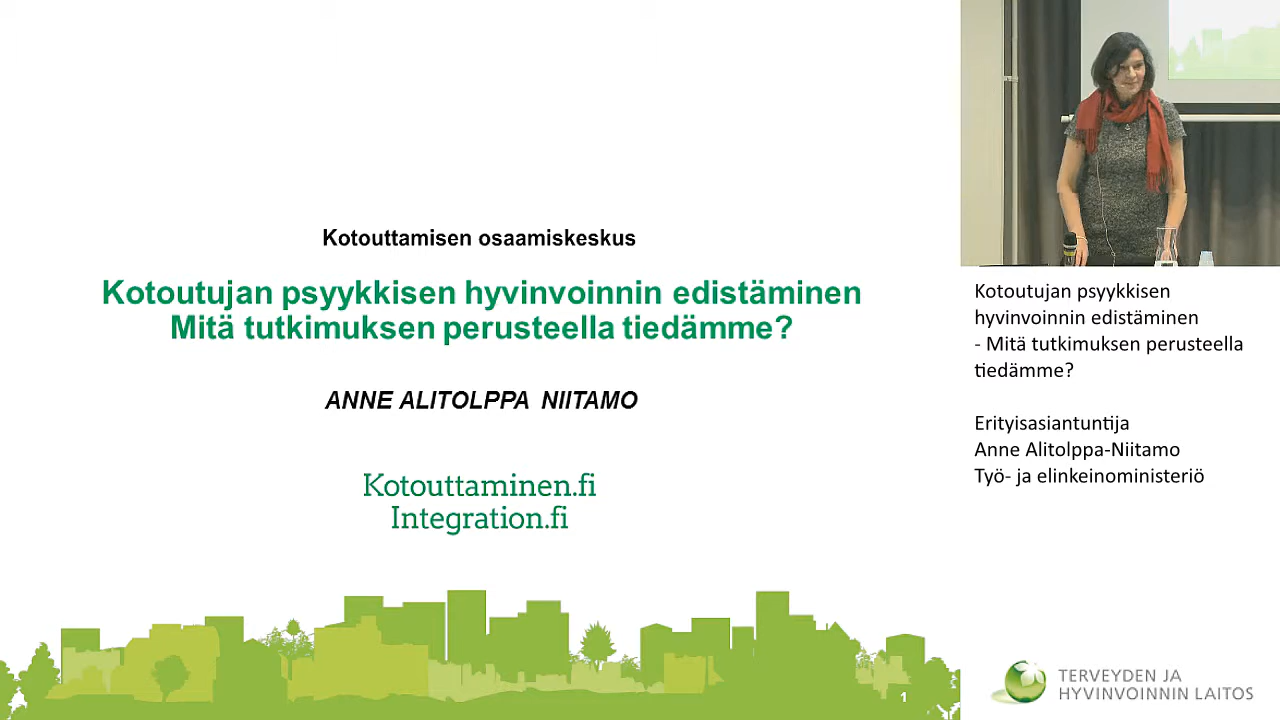 Kotouttamisen osaamiskeskus
Kotoutujan psyykkisen hyvinvoinnin edistäminen
Mitä tutkimuksen perusteella tiedämme?
ANNE ALITOLPPA NIITAMO
Kotouttaminen.fi
Integration.fi
1
Kotoutujan psyykkisen
hyvinvoinnin edistäminen
- Mitä tutkimuksen perusteella
tiedämme?
Erityisasiantuntija
Anne Alitolppa-Niitamo
Työ- ja elinkeinoministeriö
TERVEYDEN JA
HYVINVOINNIN LAITOS